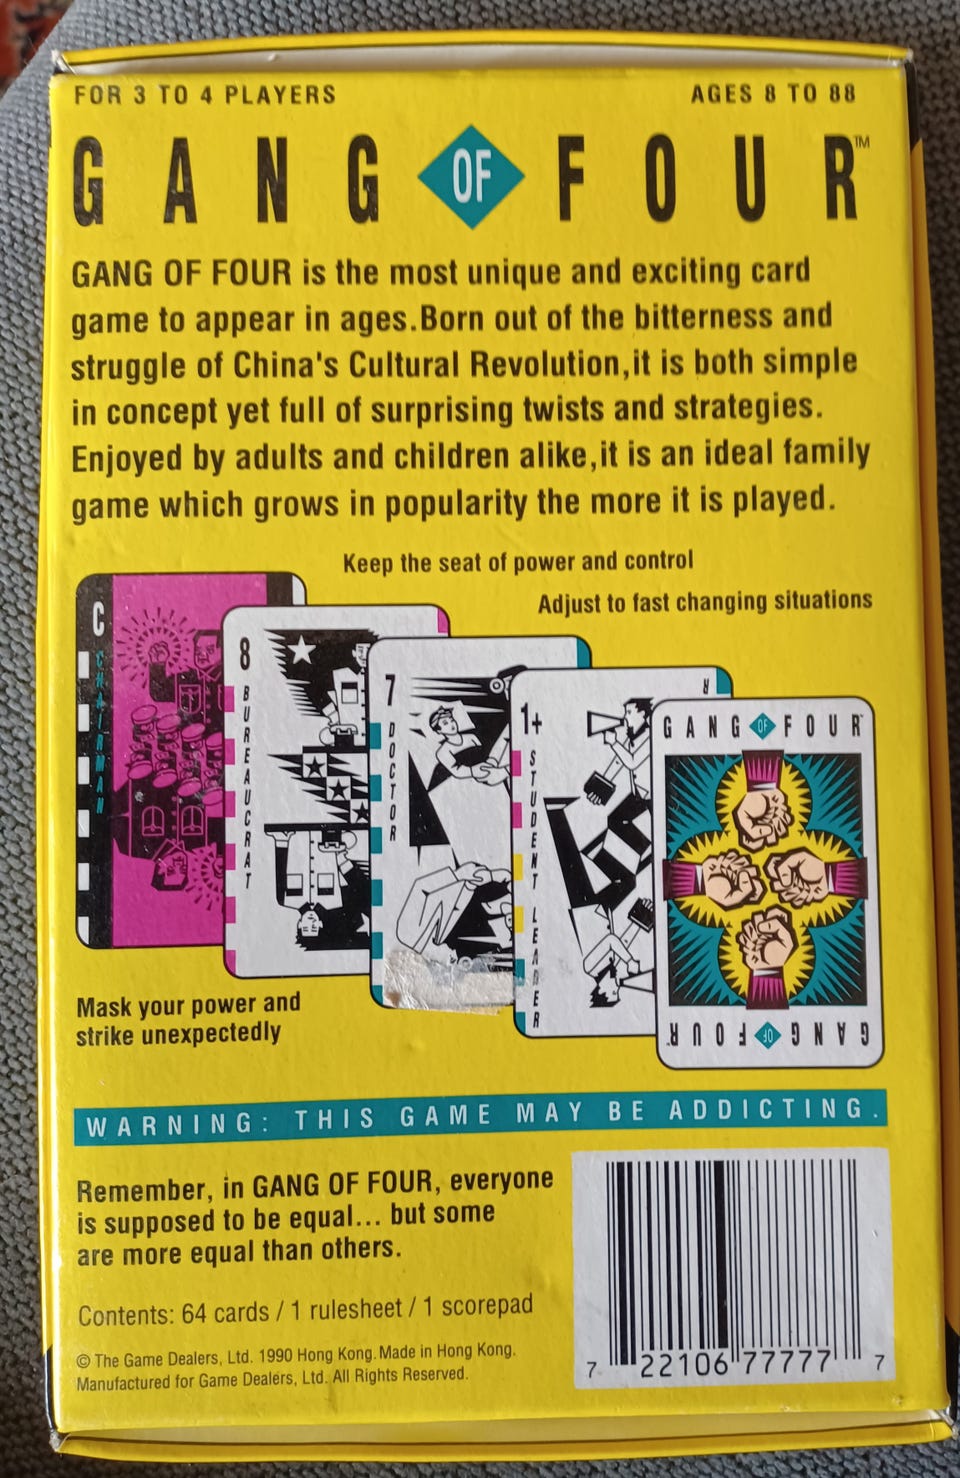 FOR 3 TO 4 PLAYERS
AGES 8 TO 88
GANG OF FOUR™
GANG OF FOUR is the most unique and exciting card
game to appear in ages.Born out of the bitterness and
struggle of China's Cultural Revolution,it is both simple
in concept yet full of surprising twists and strategies.
Enjoyed by adults and children alike,it is an ideal family
game which grows in popularity the more it is played.
Keep the seat of power and control
Adjust to fast changing situations
C
CHAIRMAN
8
BUREAUCRAT
7
DOCTOR
1+
STUDENT LEADER
R
GANG OF FOUR™
GANG OF FOUR™
Mask your power and
strike unexpectedly
WARNING: THIS GAME MAY BE ADDICTING.
Remember, in GANG OF FOUR, everyone
is supposed to be equal... but some
are more equal than others.
Contents: 64 cards / 1 rulesheet / 1 scorepad
© The Game Dealers, Ltd. 1990 Hong Kong. Made in Hong Kong.
Manufactured for Game Dealers, Ltd. All Rights Reserved.
7 22106 77777 7